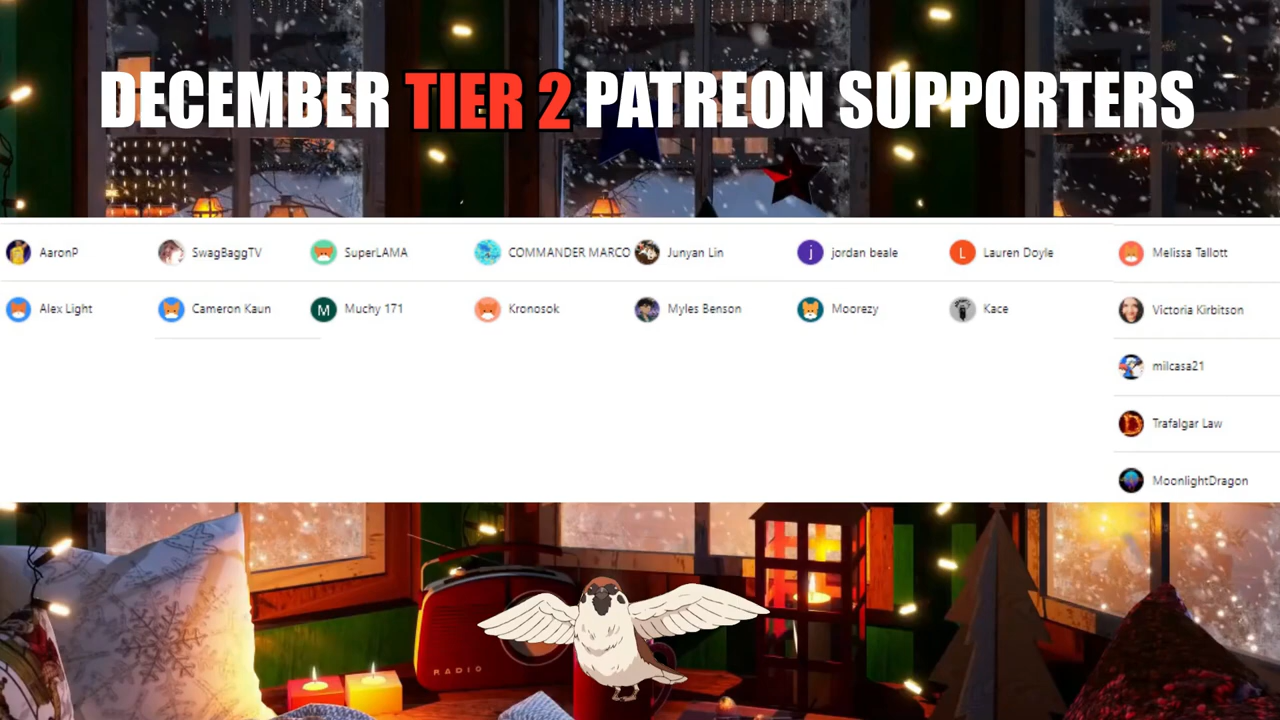 DECEMBER TIER 2 PATREON SUPPORTERS
AaronP SwagBaggTV SuperLAMA COMMANDER MARCO Junyan Lin jordan beale Lauren Doyle Melissa Tallott
Alex Light Cameron Kaun Muchy 171 Kronosok Myles Benson Moorezy Kace Victoria Kirbitson
milcasa21
Trafalgar Law
MoonlightDragon
RADIO